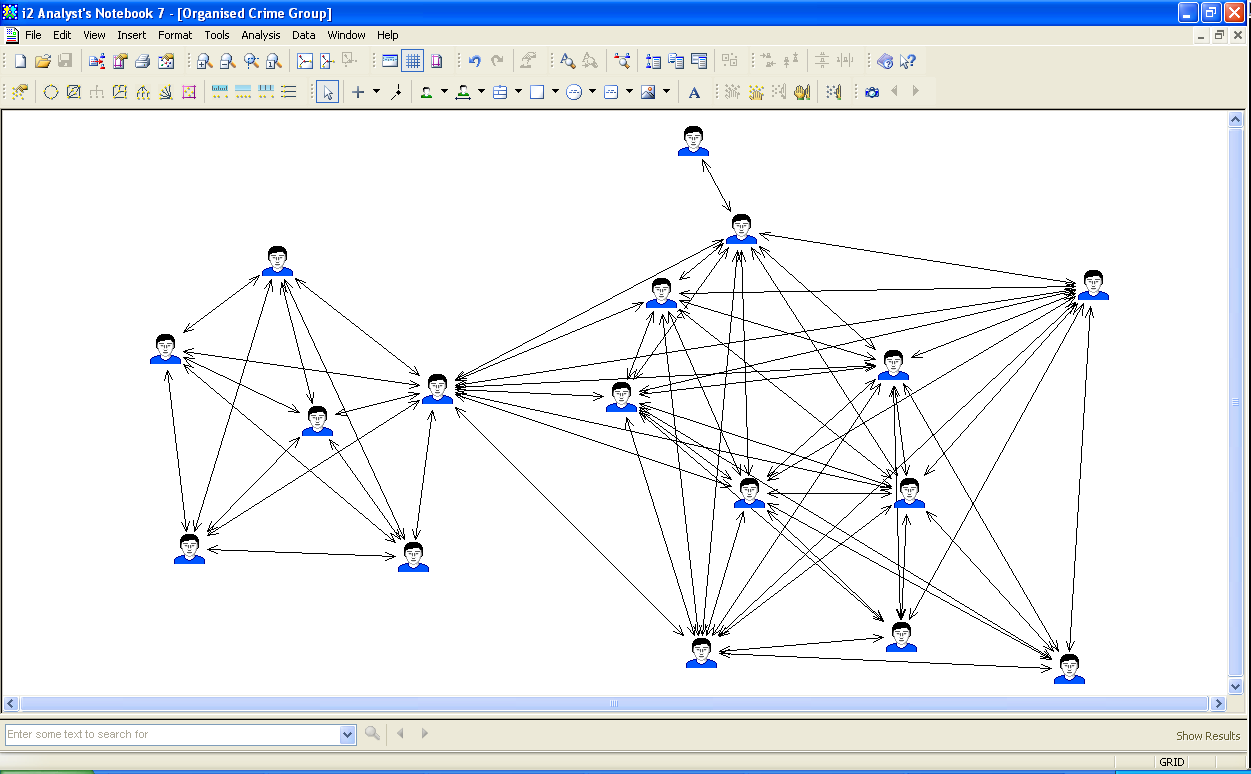 i2 Analyst's Notebook 7 - [Organised Crime Group]
File Edit View Insert Format Tools Analysis Data Window Help
Enter some text to search for
Show Results
GRID